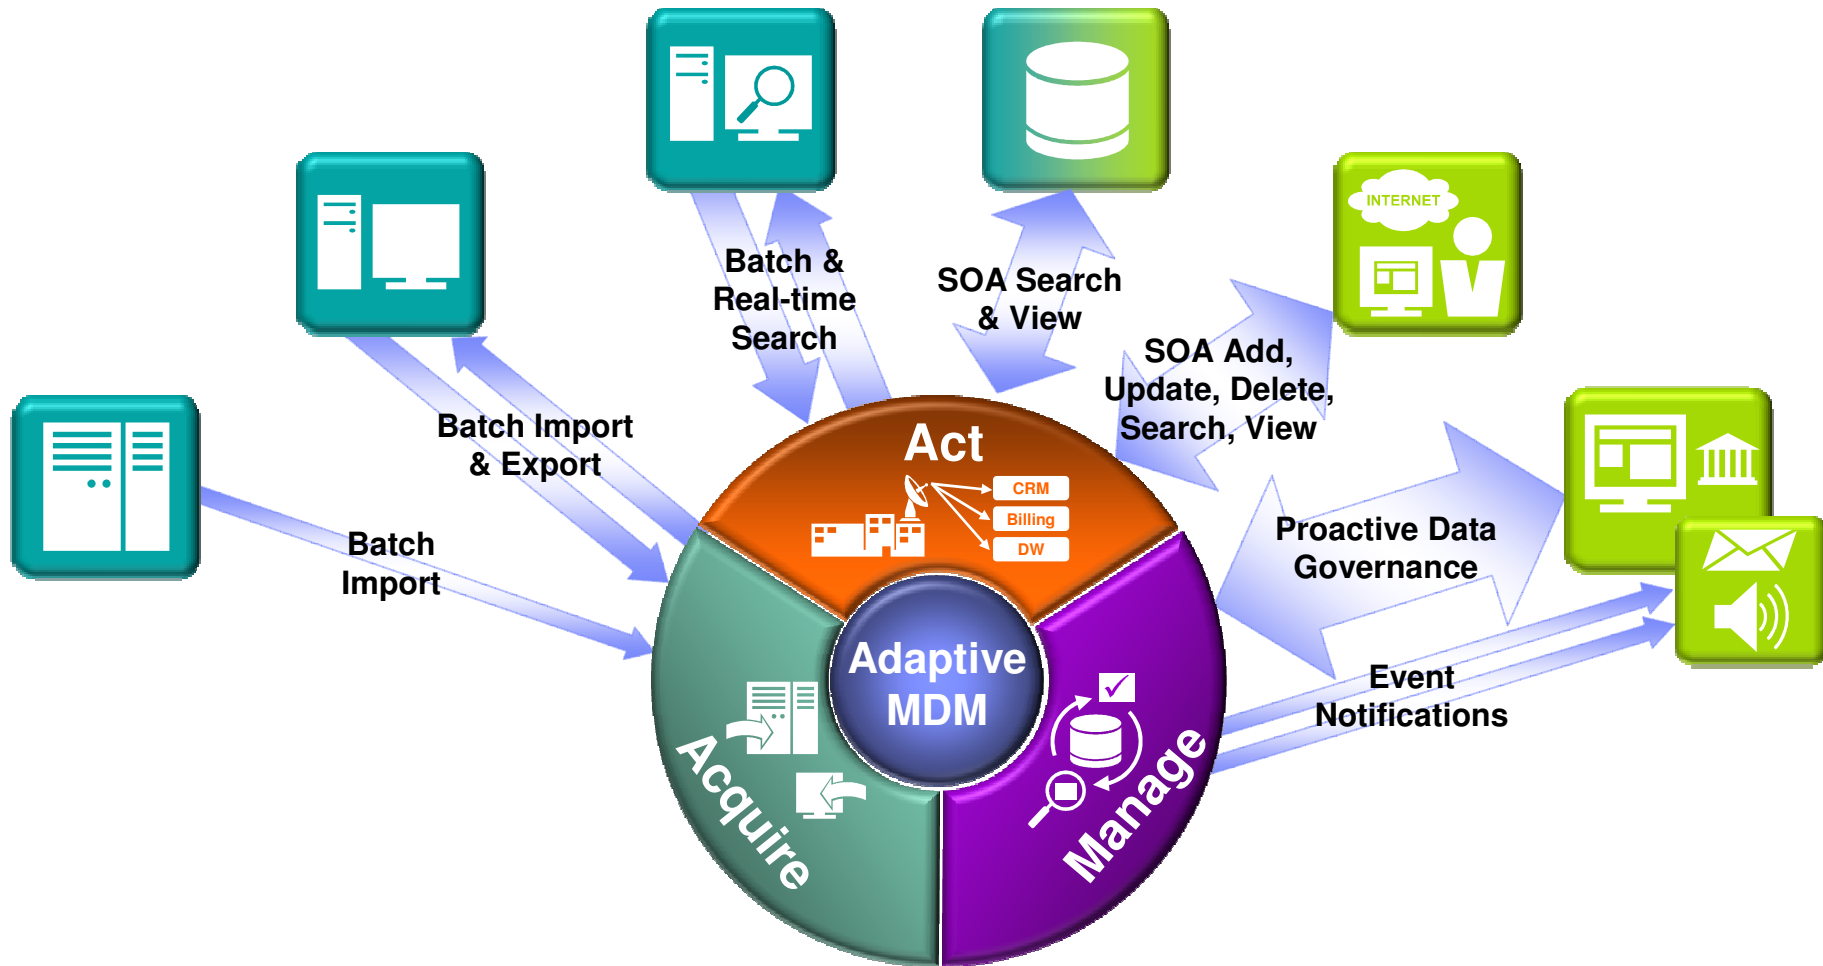 INTERNET
Batch &
Real-time
Search
SOA Search
& View
SOA Add,
Update, Delete,
Search, View
Batch Import
& Export
Batch
Import
Proactive Data
Governance
Event
Notifications
Act
CRM
Billing
DW
Adaptive
MDM
Acquire
Manage